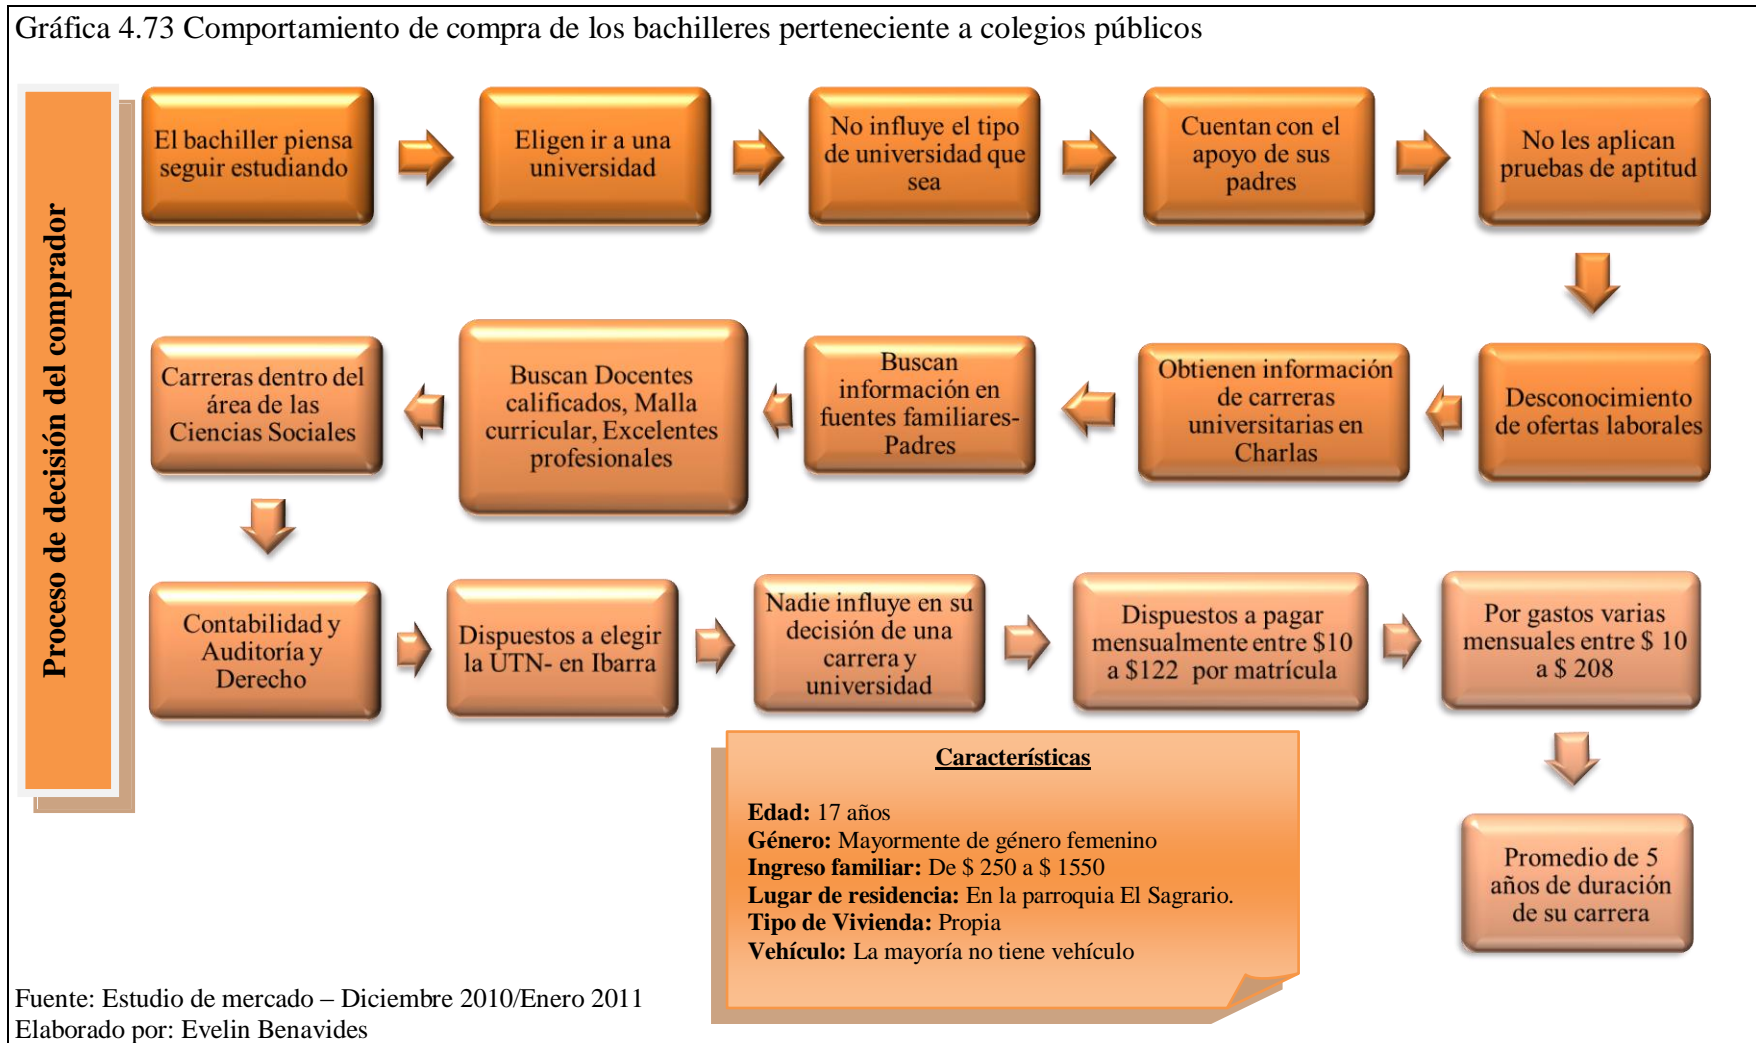 Gráfica 4.73 Comportamiento de compra de los bachilleres perteneciente a colegios públicos
Proceso de decisión del comprador
El bachiller piensa
seguir estudiando
Eligen ir a una
universidad
No influye el tipo
de universidad que
sea
Cuentan con el
apoyo de sus
padres
No les aplican
pruebas de aptitud
Desconocimiento
de ofertas laborales
Obtienen información
de carreras
universitarias en
Charlas
Buscan
información en
fuentes familiares-
Padres
Buscan Docentes
calificados, Malla
curricular, Excelentes
profesionales
Carreras dentro del
área de las
Ciencias Sociales
Contabilidad y
Auditoría y
Derecho
Dispuestos a elegir
la UTN- en Ibarra
Nadie influye en su
decisión de una
carrera y
universidad
Dispuestos a pagar
mensualmente entre $10
a $122 por matrícula
Por gastos varias
mensuales entre $ 10
a $ 208
Promedio de 5
años de duración
de su carrera
Características
Edad: 17 años
Género: Mayormente de género femenino
Ingreso familiar: De $ 250 a $ 1550
Lugar de residencia: En la parroquia El Sagrario.
Tipo de Vivienda: Propia
Vehículo: La mayoría no tiene vehículo
Fuente: Estudio de mercado – Diciembre 2010/Enero 2011
Elaborado por: Evelin Benavides